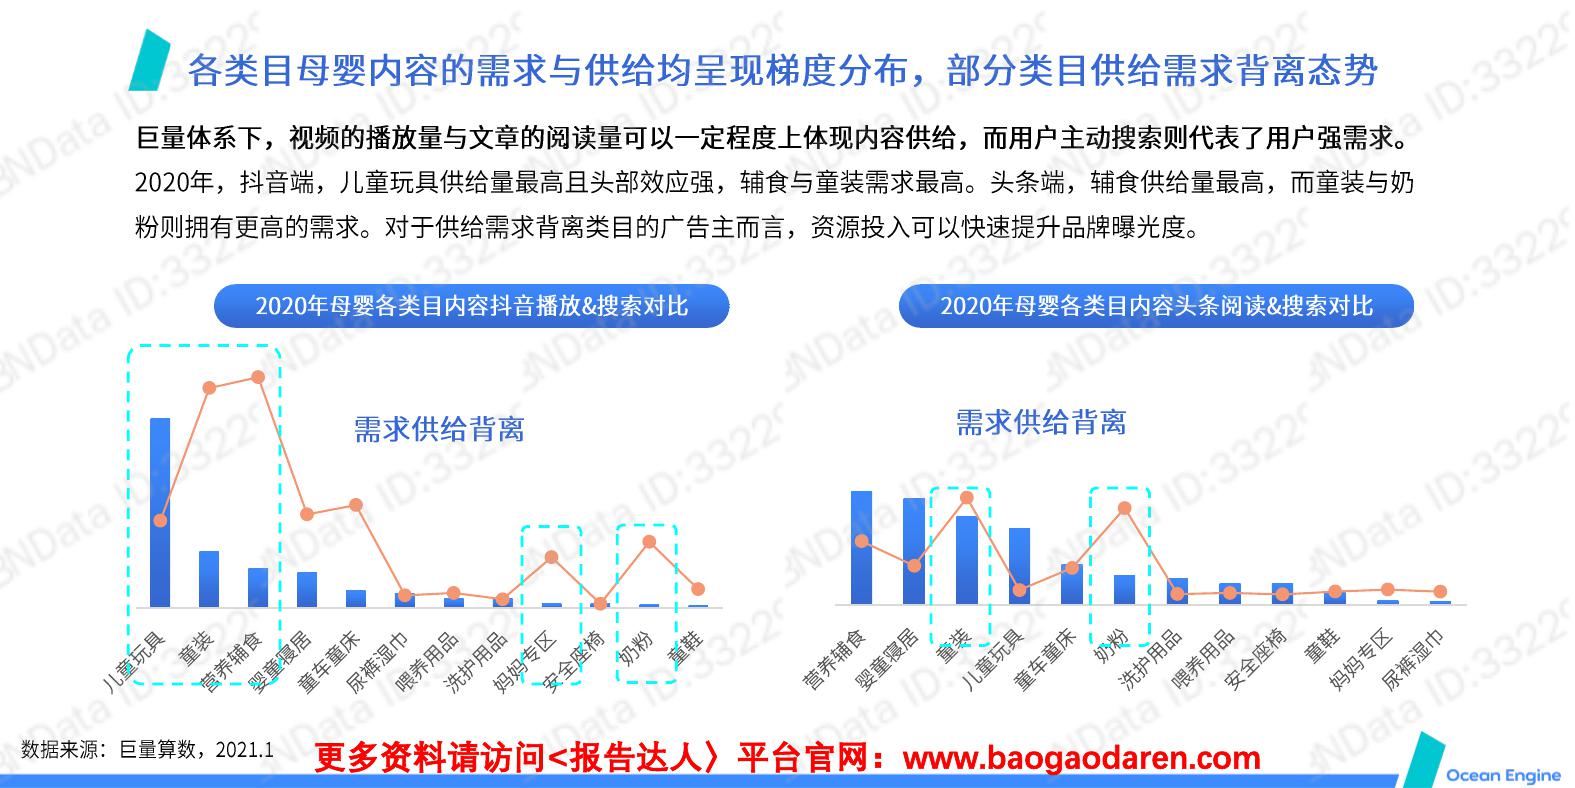 各类目母婴内容的需求与供给均呈现梯度分布，部分类目供给需求背离态势
巨量体系下，视频的播放量与文章的阅读量可以一定程度上体现内容供给，而用户主动搜索则代表了用户强需求。
2020年，抖音端，儿童玩具供给量最高且头部效应强，辅食与童装需求最高。头条端，辅食供给量最高，而童装与奶
粉则拥有更高的需求。对于供给需求背离类目的广告主而言，资源投入可以快速提升品牌曝光度。
2020年母婴各类目内容抖音播放&搜索对比
需求供给背离
儿童玩具
童装
营养辅食
婴童寝居
童车童床
尿裤湿巾
喂养用品
洗护用品
妈妈专区
安全座椅
奶粉
童鞋
2020年母婴各类目内容头条阅读&搜索对比
需求供给背离
营养辅食
婴童寝居
童装
儿童玩具
童车童床
奶粉
洗护用品
喂养用品
安全座椅
童鞋
妈妈专区
尿裤湿巾
数据来源：巨量算数，2021.1
更多资料请访问<报告达人〉平台官网：www.baogaodaren.com
Ocean Engine